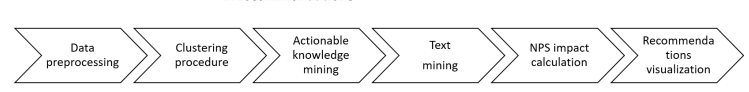 Data
preprocessing
Clustering
procedure
Actionable
knowledge
mining
Text
mining
NPS impact
calculation
Recommenda
tions
visualization